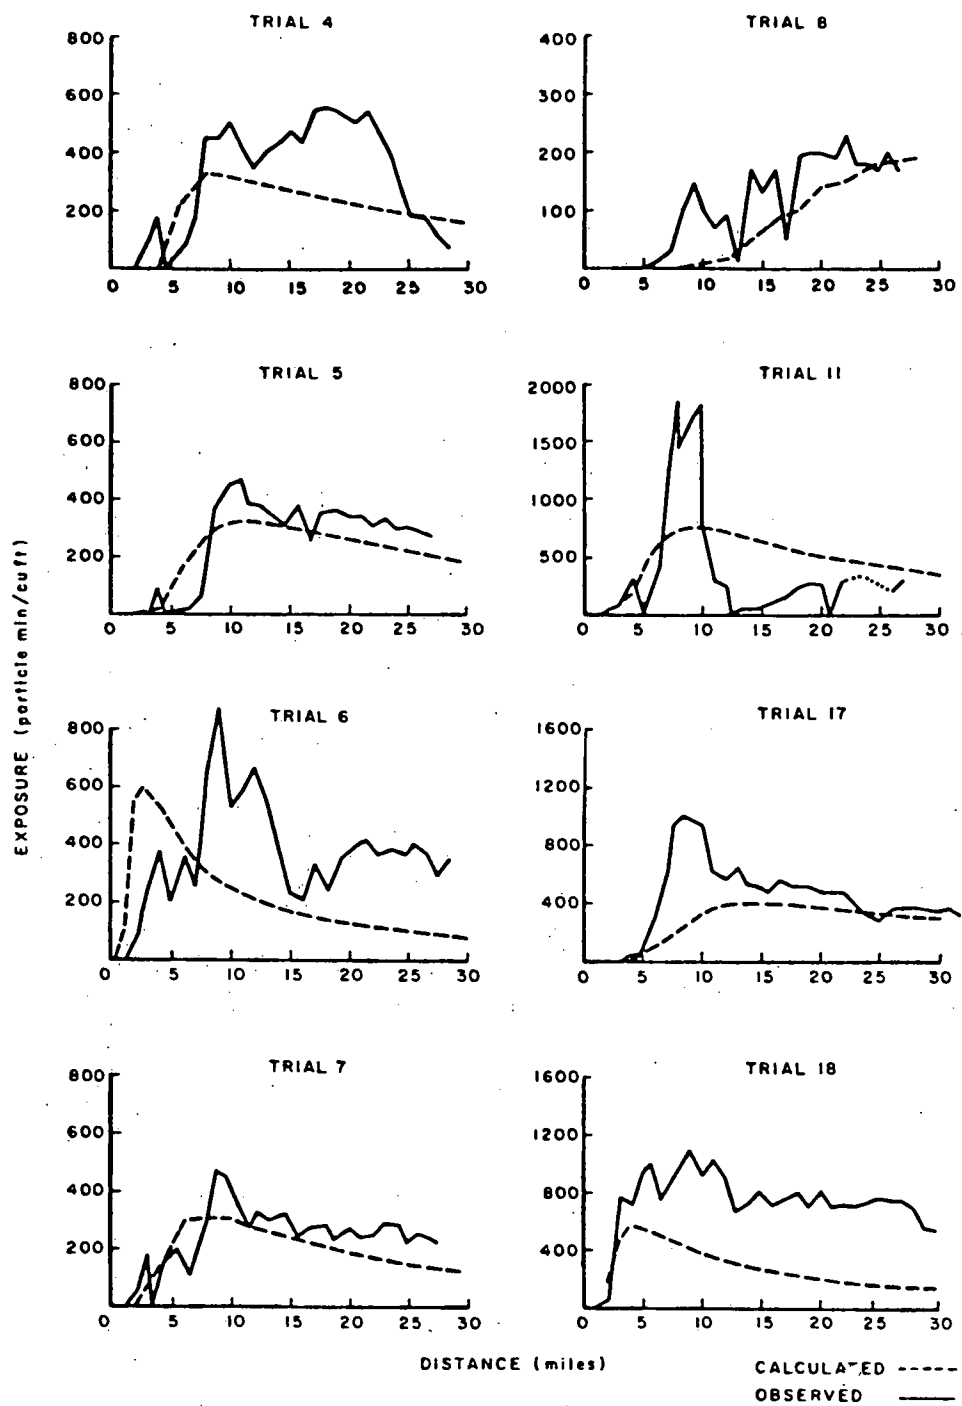 TRIAL 4
800
600
400
200
0 5 10 15 20 25 30
TRIAL 8
400
300
200
100
0 5 10 15 20 25 30
TRIAL 5
800
600
400
200
0 5 10 15 20 25 30
TRIAL 11
2000
1500
1000
500
0 5 10 15 20 25 30
TRIAL 6
800
600
400
200
0 5 10 15 20 25 30
TRIAL 17
1600
1200
800
400
0 5 10 15 20 25 30
TRIAL 7
800
600
400
200
0 5 10 15 20 25 30
TRIAL 18
1600
1200
800
400
0 5 10 15 20 25 30
EXPOSURE (particle min/cuft)
DISTANCE (miles)
CALCULATED
OBSERVED